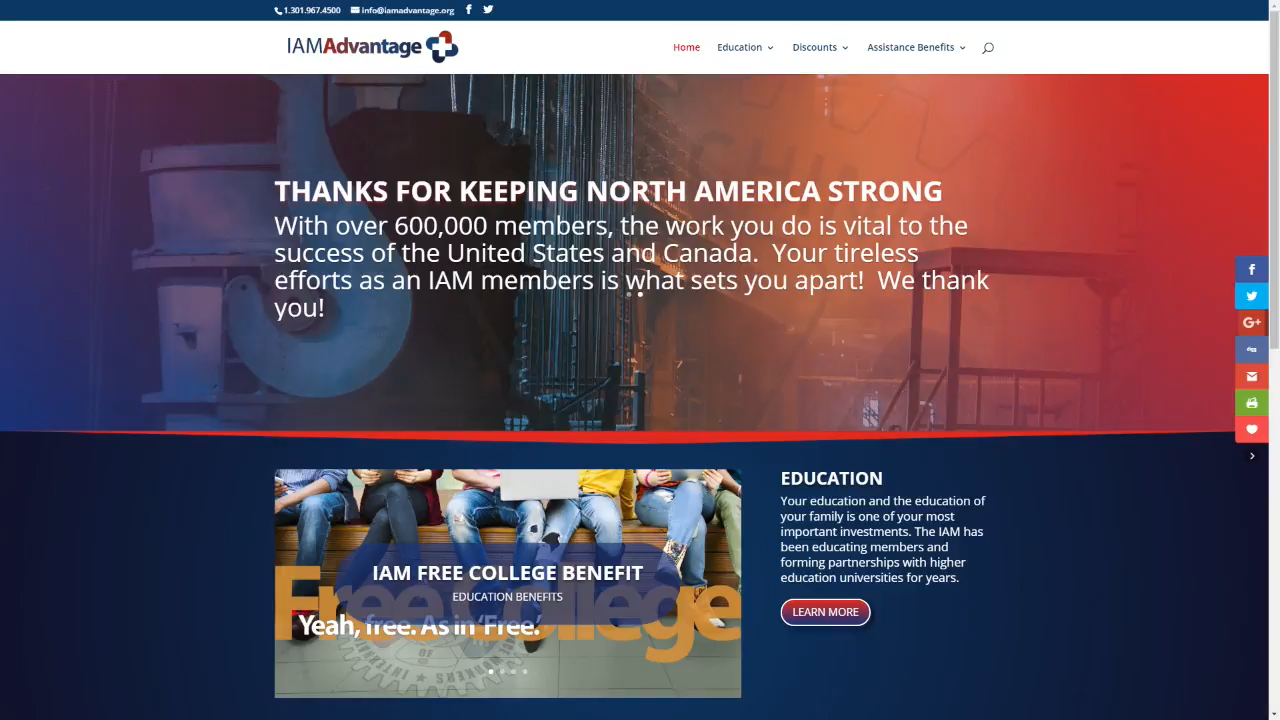 1.301.967.4500 info@iamadvantage.org
IAMAdvantage
Home Education Discounts Assistance Benefits
THANKS FOR KEEPING NORTH AMERICA STRONG
With over 600,000 members, the work you do is vital to the
success of the United States and Canada. Your tireless
efforts as an IAM members is what sets you apart! We thank
you!
IAM FREE COLLEGE BENEFIT
EDUCATION BENEFITS
Free College
Yeah, free. As in 'Free.'
EDUCATION
Your education and the education of
your family is one of your most
important investments. The IAM has
been educating members and
forming partnerships with higher
education universities for years.
LEARN MORE